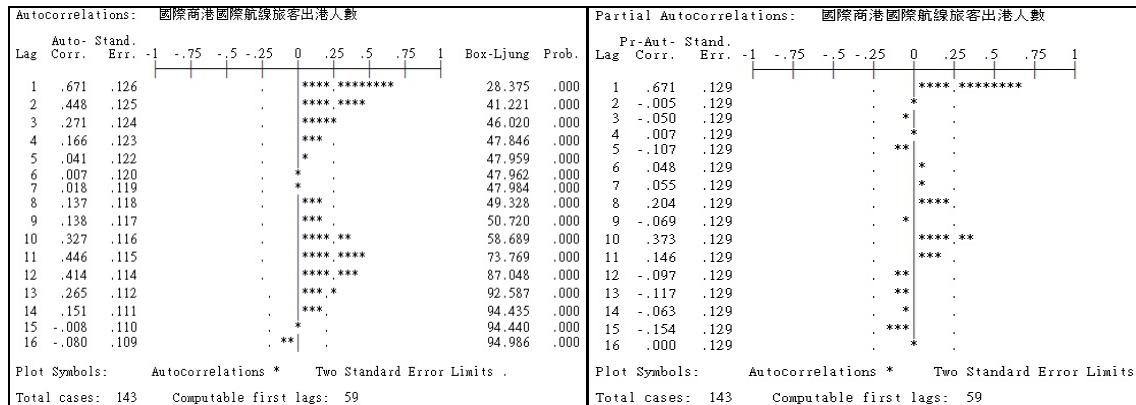 Autocorrelations: 國際商港國際航線旅客出港人數
Auto- Stand.
Lag Corr. Err. -1 -.75 -.5 -.25 0 .25 .5 .75 1 Box-Ljung Prob.
1 .671 .126 . ****.******** 28.375 .000
2 .448 .125 . ****.**** 41.221 .000
3 .271 .124 . ***** 46.020 .000
4 .166 .123 . *** . 47.846 .000
5 .041 .122 . * . 47.959 .000
6 .007 .120 . * . 47.962 .000
7 .018 .119 . * . 47.984 .000
8 .137 .118 . *** . 49.328 .000
9 .138 .117 . *** . 50.720 .000
10 .327 .116 . ****.** 58.689 .000
11 .446 .115 . ****.**** 73.769 .000
12 .414 .114 . ****.*** 87.048 .000
13 .265 .112 . ****.* 92.587 .000
14 .151 .111 . ***. 94.435 .000
15 -.008 .110 . * . 94.440 .000
16 -.080 .109 . ** . 94.986 .000
Plot Symbols: Autocorrelations * Two Standard Error Limits .
Total cases: 143 Computable first lags: 59
Partial Autocorrelations: 國際商港國際航線旅客出港人數
Pr-Aut- Stand.
Lag Corr. Err. -1 -.75 -.5 -.25 0 .25 .5 .75 1
1 .671 .129 . ****.********
2 -.005 .129 . * .
3 -.050 .129 . * .
4 .007 .129 . * .
5 -.107 .129 . ** .
6 .048 .129 . * .
7 .055 .129 . * .
8 .204 .129 . ****.
9 -.069 .129 . * .
10 .373 .129 . ****.**
11 .146 .129 . *** .
12 -.097 .129 . ** .
13 -.117 .129 . ** .
14 -.063 .129 . * .
15 -.154 .129 . *** .
16 .000 .129 . * .
Plot Symbols: Autocorrelations * Two Standard Error Limits
Total cases: 143 Computable first lags: 59